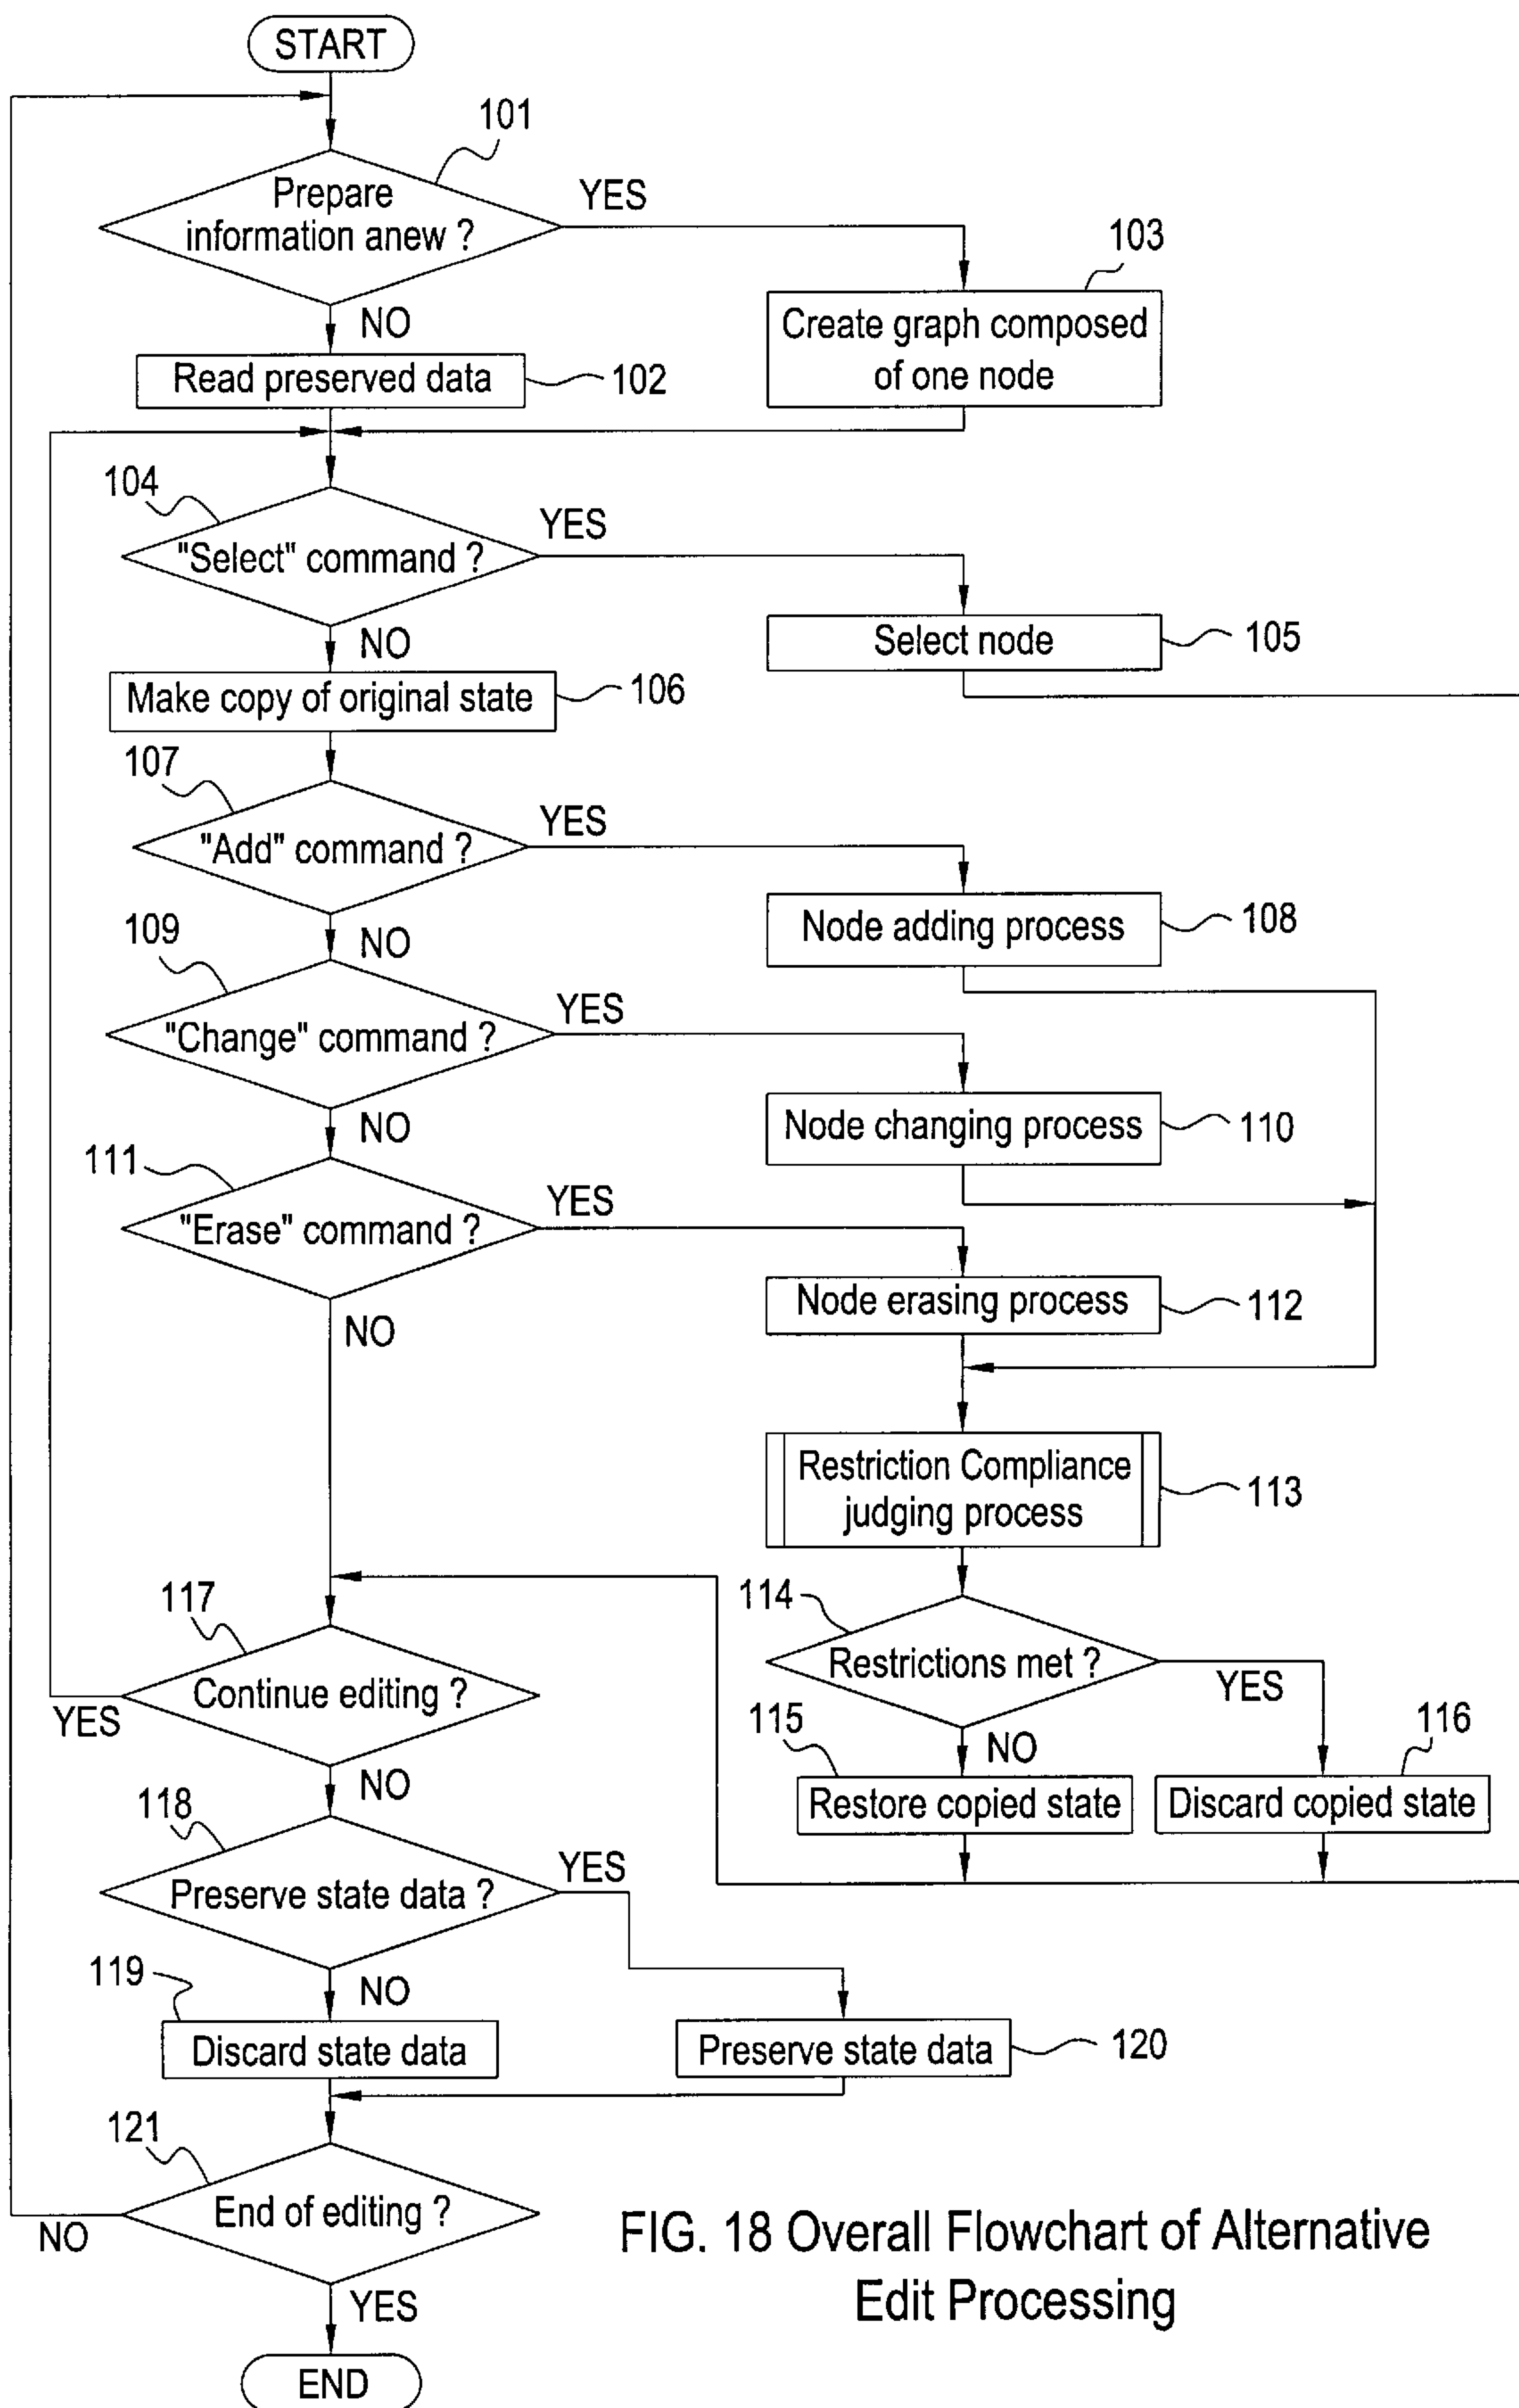 START
101
Prepare
information anew ?
YES
103
NO
Create graph composed
of one node
Read preserved data
102
104
"Select" command ?
YES
NO
Select node
105
Make copy of original state
106
107
"Add" command ?
YES
109
NO
Node adding process
108
"Change" command ?
YES
NO
Node changing process
110
111
"Erase" command ?
YES
NO
Node erasing process
112
Restriction Compliance
judging process
113
117
114
Continue editing ?
YES
Restrictions met ?
YES
115
NO
116
NO
118
Restore copied state
Discard copied state
Preserve state data ?
YES
119
NO
Discard state data
Preserve state data
120
121
End of editing ?
NO
FIG. 18 Overall Flowchart of Alternative
Edit Processing
YES
END